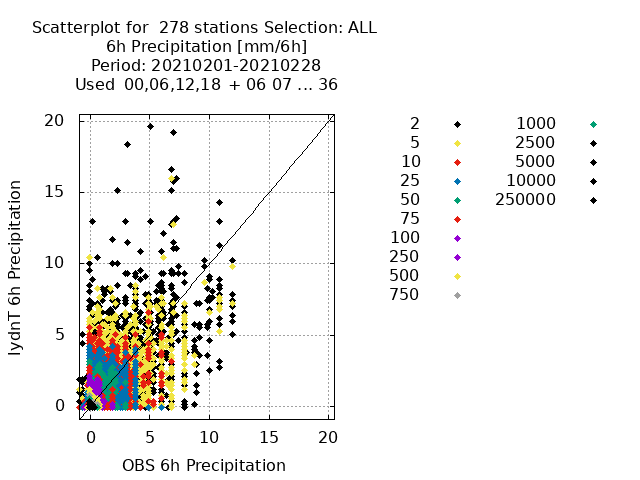 Scatterplot for  278 stations Selection: ALL
6h Precipitation [mm/6h]
Period: 20210201-20210228
Used  00,06,12,18 + 06 07 ... 36
20
15
10
5
0
0 5 10 15 20
IydnT 6h Precipitation
OBS 6h Precipitation
2
5
10
25
50
75
100
250
500
750
1000
2500
5000
10000
250000